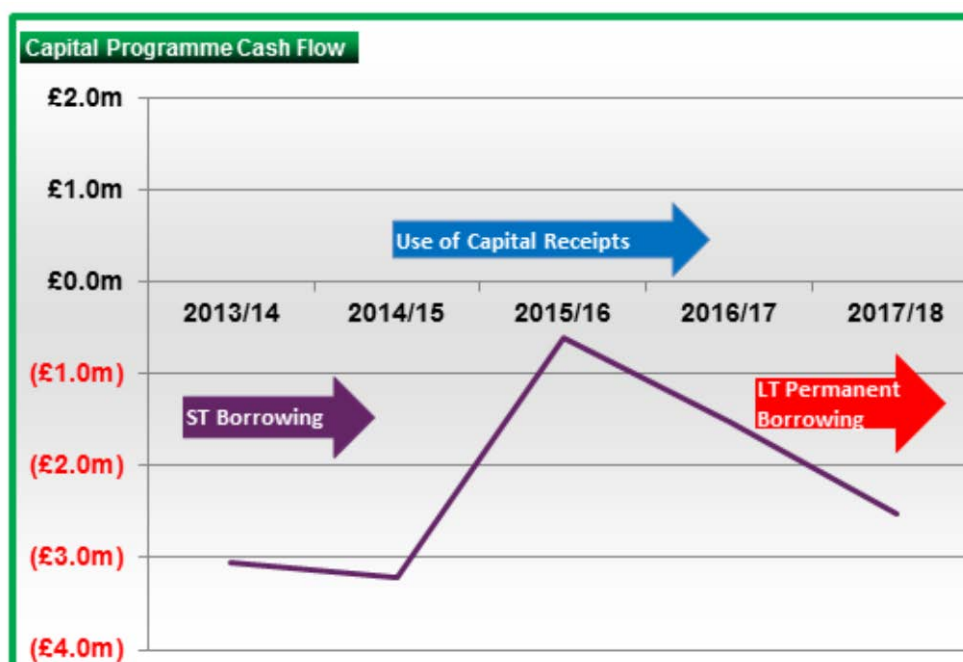 Capital Programme Cash Flow
£2.0m
£1.0m
Use of Capital Receipts
£0.0m
2013/14 2014/15 2015/16 2016/17 2017/18
(£1.0m)
LT Permanent
Borrowing
ST Borrowing
(£2.0m)
(£3.0m)
(£4.0m)